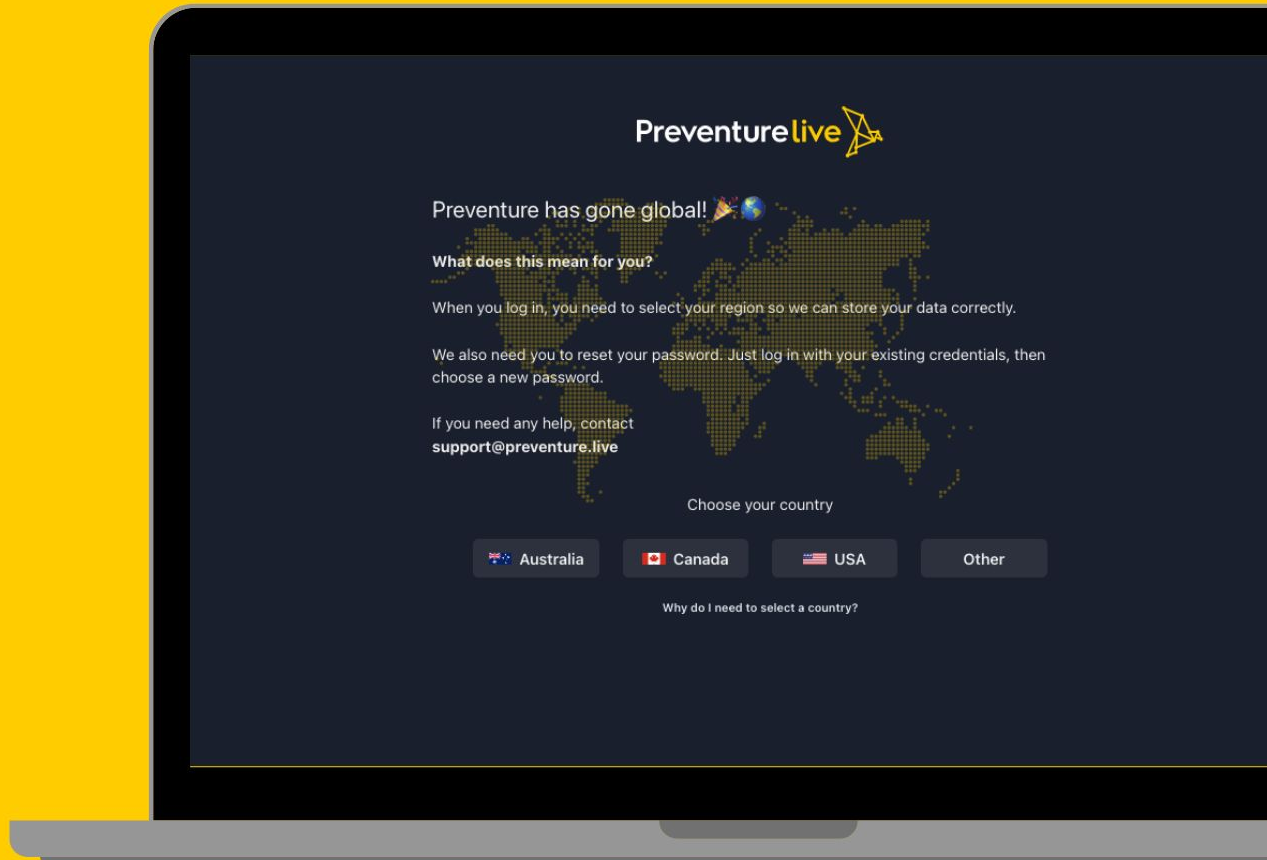 Preventure live
Preventure has gone global! 🎉🌎
What does this mean for you?
When you log in, you need to select your region so we can store your data correctly.
We also need you to reset your password. Just log in with your existing credentials, then
choose a new password.
If you need any help, contact
support@preventure.live
Choose your country
Australia
Canada
USA
Other
Why do I need to select a country?